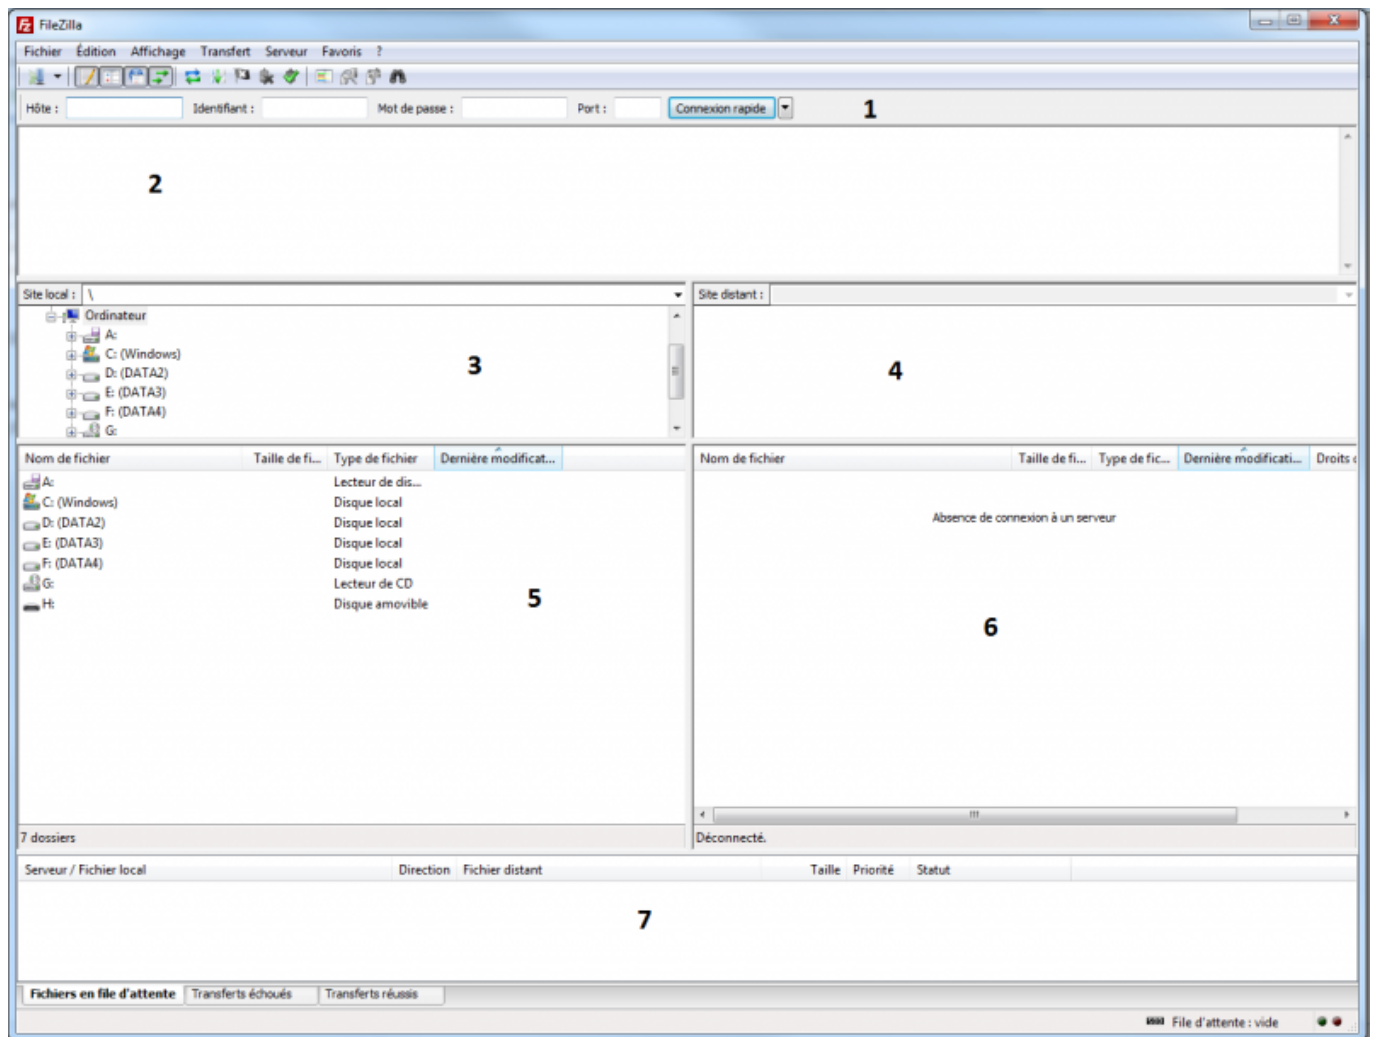 FileZilla
Fichier Édition Affichage Transfert Serveur Favoris ?
Hôte : Identifiant : Mot de passe : Port : Connexion rapide 1
2
Site local : \
Ordinateur
A:
C: (Windows)
D: (DATA2)
E: (DATA3)
F: (DATA4)
G:
3
Site distant :
4
Nom de fichier Taille de fi... Type de fichier Dernière modificat...
A: Lecteur de dis...
C: (Windows) Disque local
D: (DATA2) Disque local
E: (DATA3) Disque local
F: (DATA4) Disque local
G: Lecteur de CD
H: Disque amovible
5
7 dossiers
Nom de fichier Taille de fi... Type de fic... Dernière modificati... Droits
Absence de connexion à un serveur
6
Déconnecté.
Serveur / Fichier local Direction Fichier distant Taille Priorité Statut
7
Fichiers en file d'attente Transferts échoués Transferts réussis
File d'attente : vide